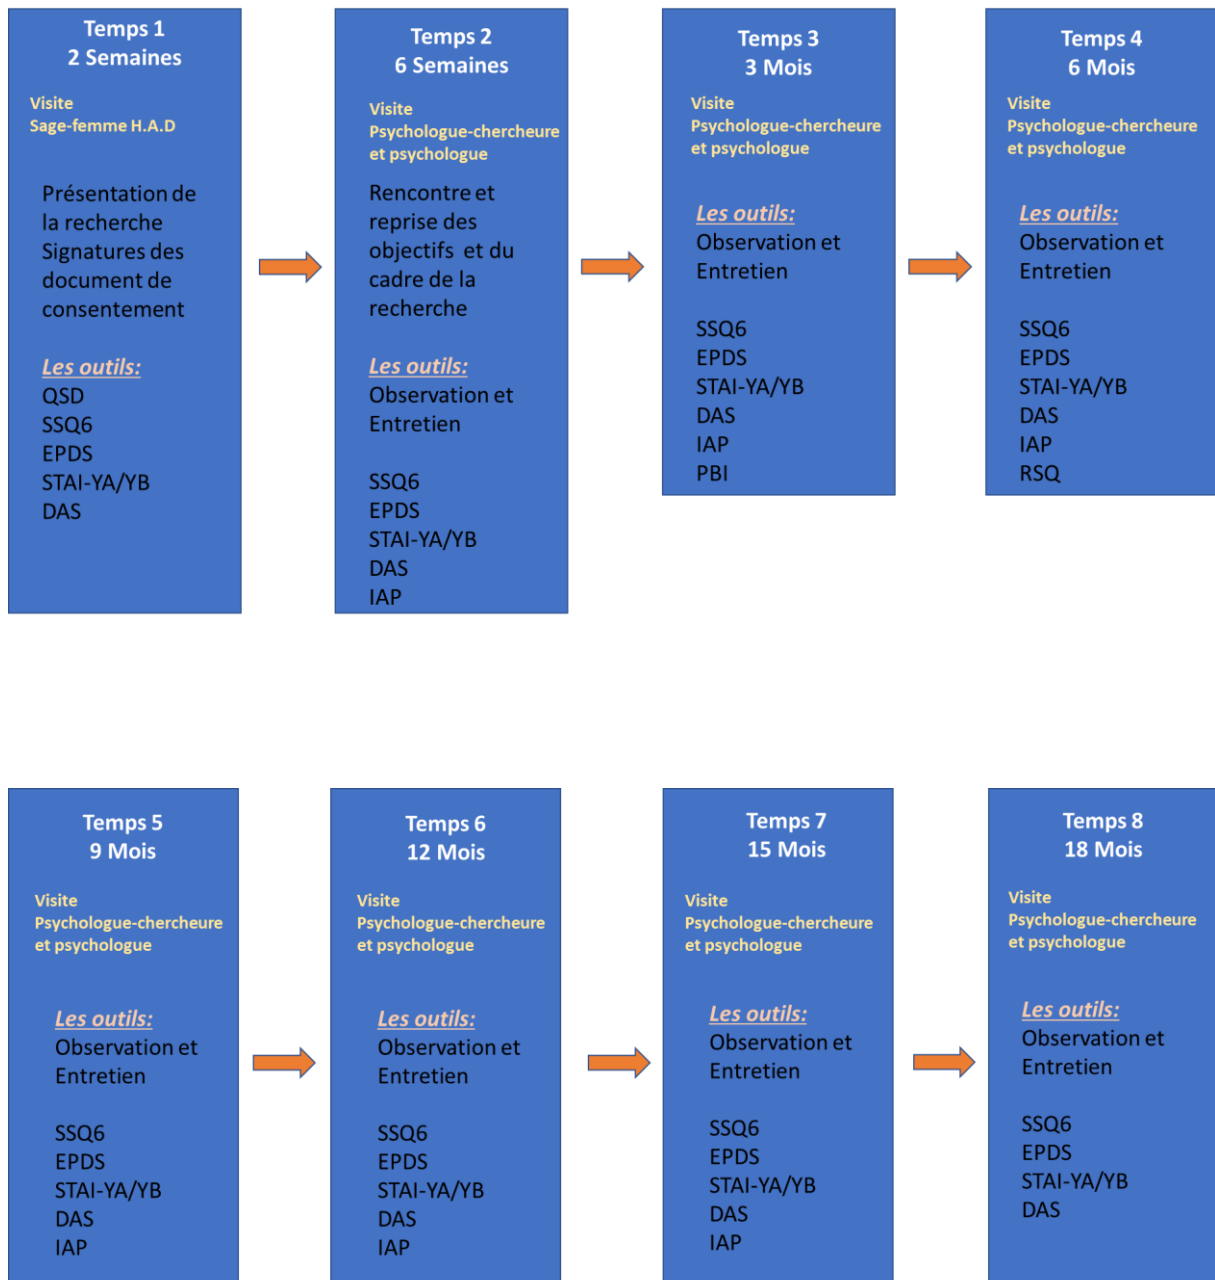 Temps 1
2 Semaines
Visite
Sage-femme H.A.D
Présentation de
la recherche
Signatures des
document de
consentement
Les outils:
QSD
SSQ6
EPDS
STAI-YA/YB
DAS
Temps 2
6 Semaines
Visite
Psychologue-chercheure
et psychologue
Rencontre et
reprise des
objectifs et du
cadre de la
recherche
Les outils:
Observation et
Entretien
SSQ6
EPDS
STAI-YA/YB
DAS
IAP
Temps 3
3 Mois
Visite
Psychologue-chercheure
et psychologue
Les outils:
Observation et
Entretien
SSQ6
EPDS
STAI-YA/YB
DAS
IAP
PBI
Temps 4
6 Mois
Visite
Psychologue-chercheure
et psychologue
Les outils:
Observation et
Entretien
SSQ6
EPDS
STAI-YA/YB
DAS
IAP
RSQ
Temps 5
9 Mois
Visite
Psychologue-chercheure
et psychologue
Les outils:
Observation et
Entretien
SSQ6
EPDS
STAI-YA/YB
DAS
IAP
Temps 6
12 Mois
Visite
Psychologue-chercheure
et psychologue
Les outils:
Observation et
Entretien
SSQ6
EPDS
STAI-YA/YB
DAS
IAP
Temps 7
15 Mois
Visite
Psychologue-chercheure
et psychologue
Les outils:
Observation et
Entretien
SSQ6
EPDS
STAI-YA/YB
DAS
IAP
Temps 8
18 Mois
Visite
Psychologue-chercheure
et psychologue
Les outils:
Observation et
Entretien
SSQ6
EPDS
STAI-YA/YB
DAS